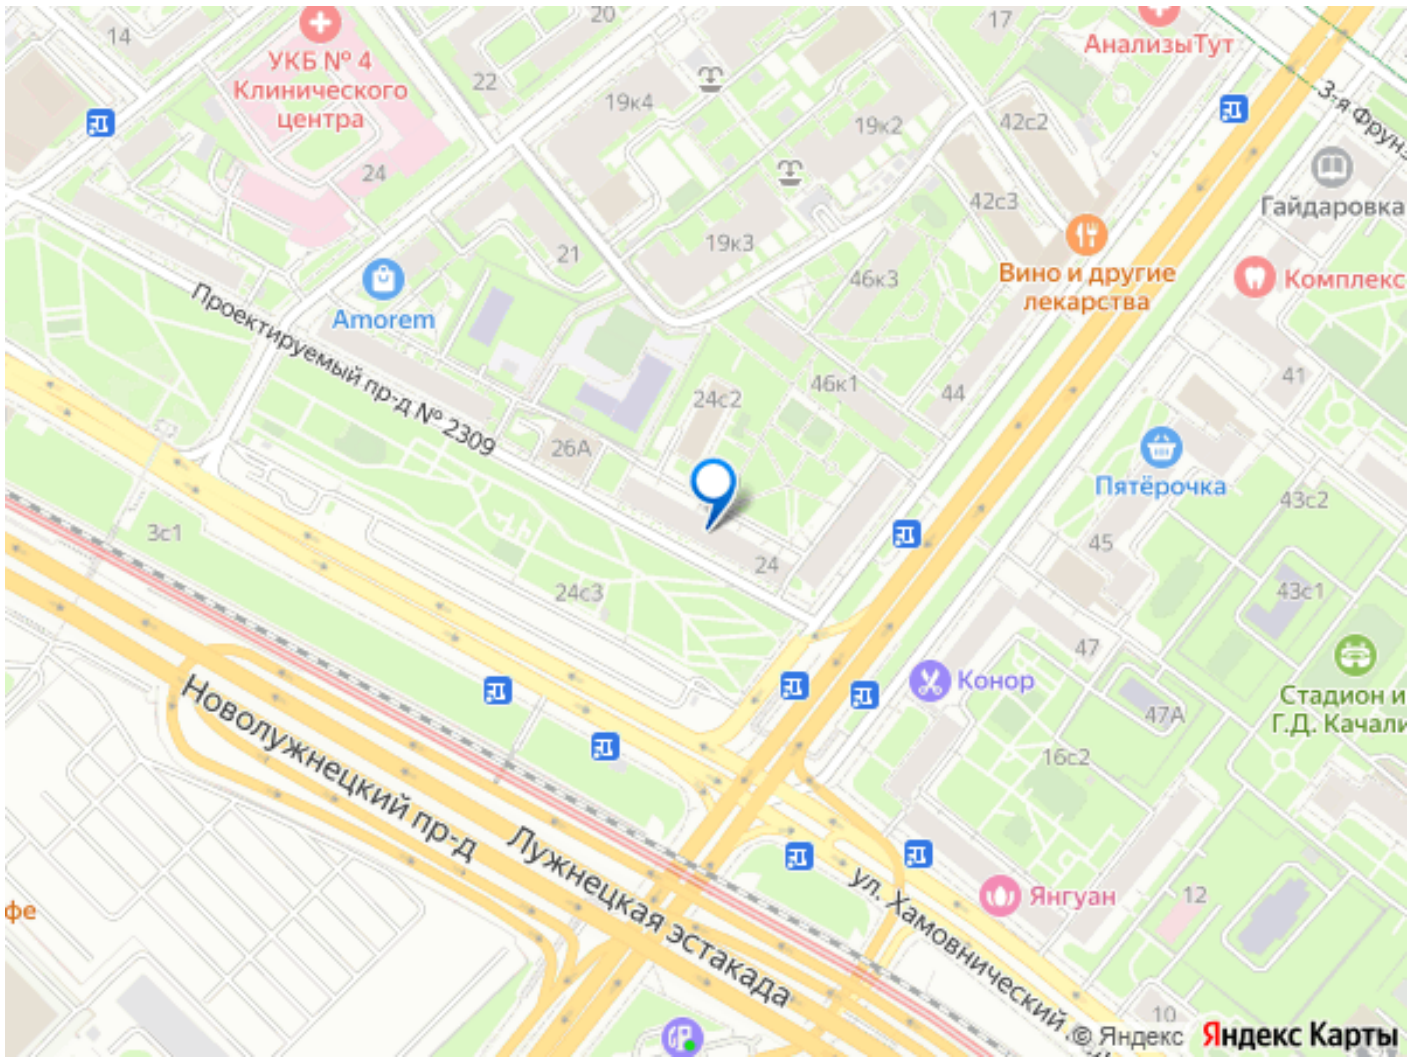 14
20
17
УКБ № 4
Клинического
центра
22
19к4
АнализыТут
42с2
19к2
24
3-я Фрунз
Гайдаровка
42с3
21
19к3
46к3
Вино и другие
лекарства
Комплекс
Amorem
Проектируемый пр-д № 2309
24с2
46к1
44
41
26А
Пятёрочка
43с2
3с1
45
24
24с3
43с1
47
Конор
Стадион и
Г.Д. Качали
47А
16с2
Новолужнецкий пр-д
Лужнецкая эстакада
ул. Хамовнический
Янгуан
12
фе
10
© Яндекс
Яндекс Карты